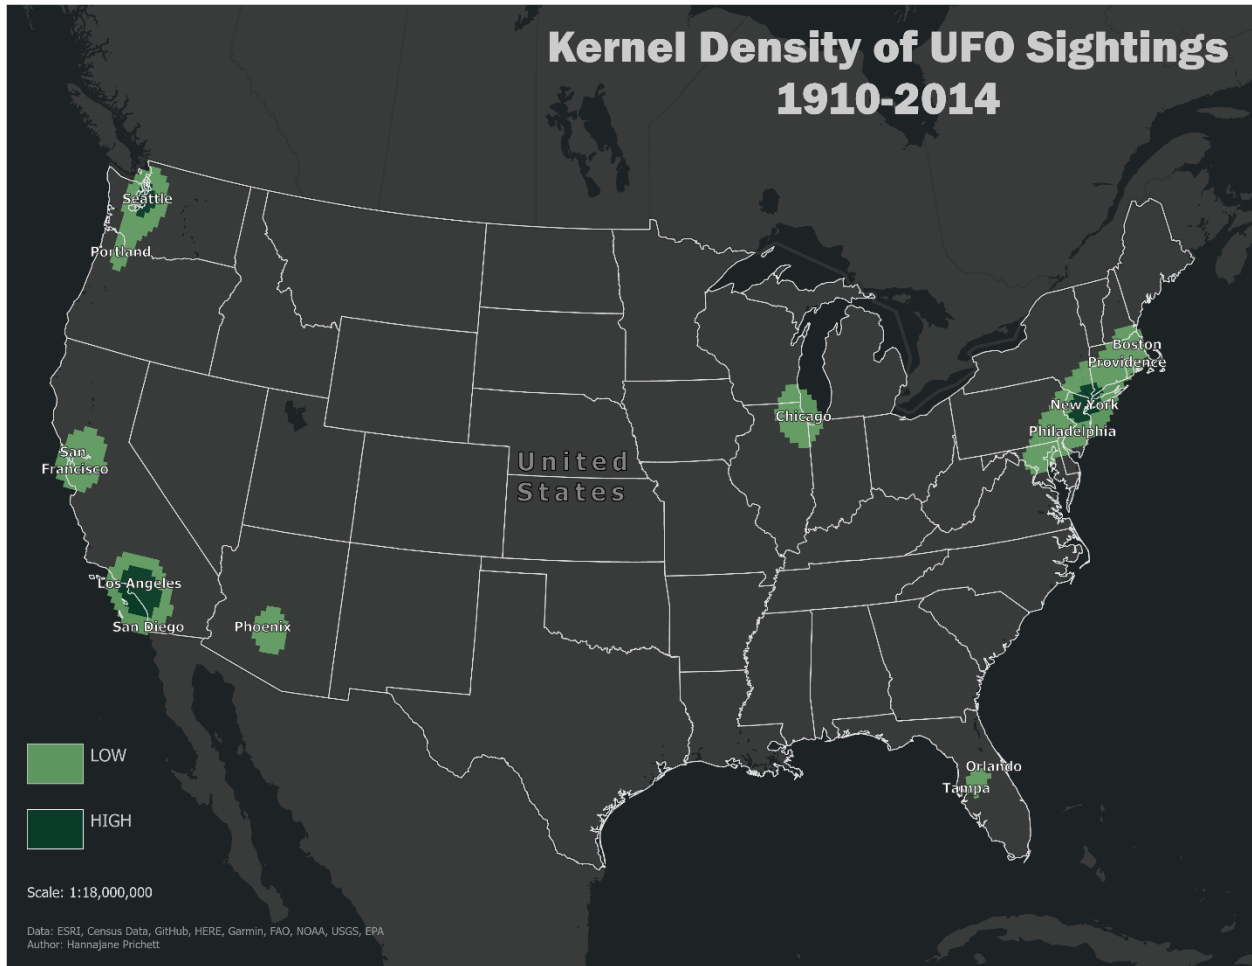 Kernel Density of UFO Sightings
1910-2014
Seattle
Portland
Boston
Providence
New York
Chicago
Philadelphia
San
Francisco
United
States
Los Angeles
San Diego
Phoenix
Orlando
Tampa
LOW
HIGH
Scale: 1:18,000,000
Data: ESRI, Census Data, GitHub, HERE, Garmin, FAO, NOAA, USGS, EPA
Author: Hannajane Prichett